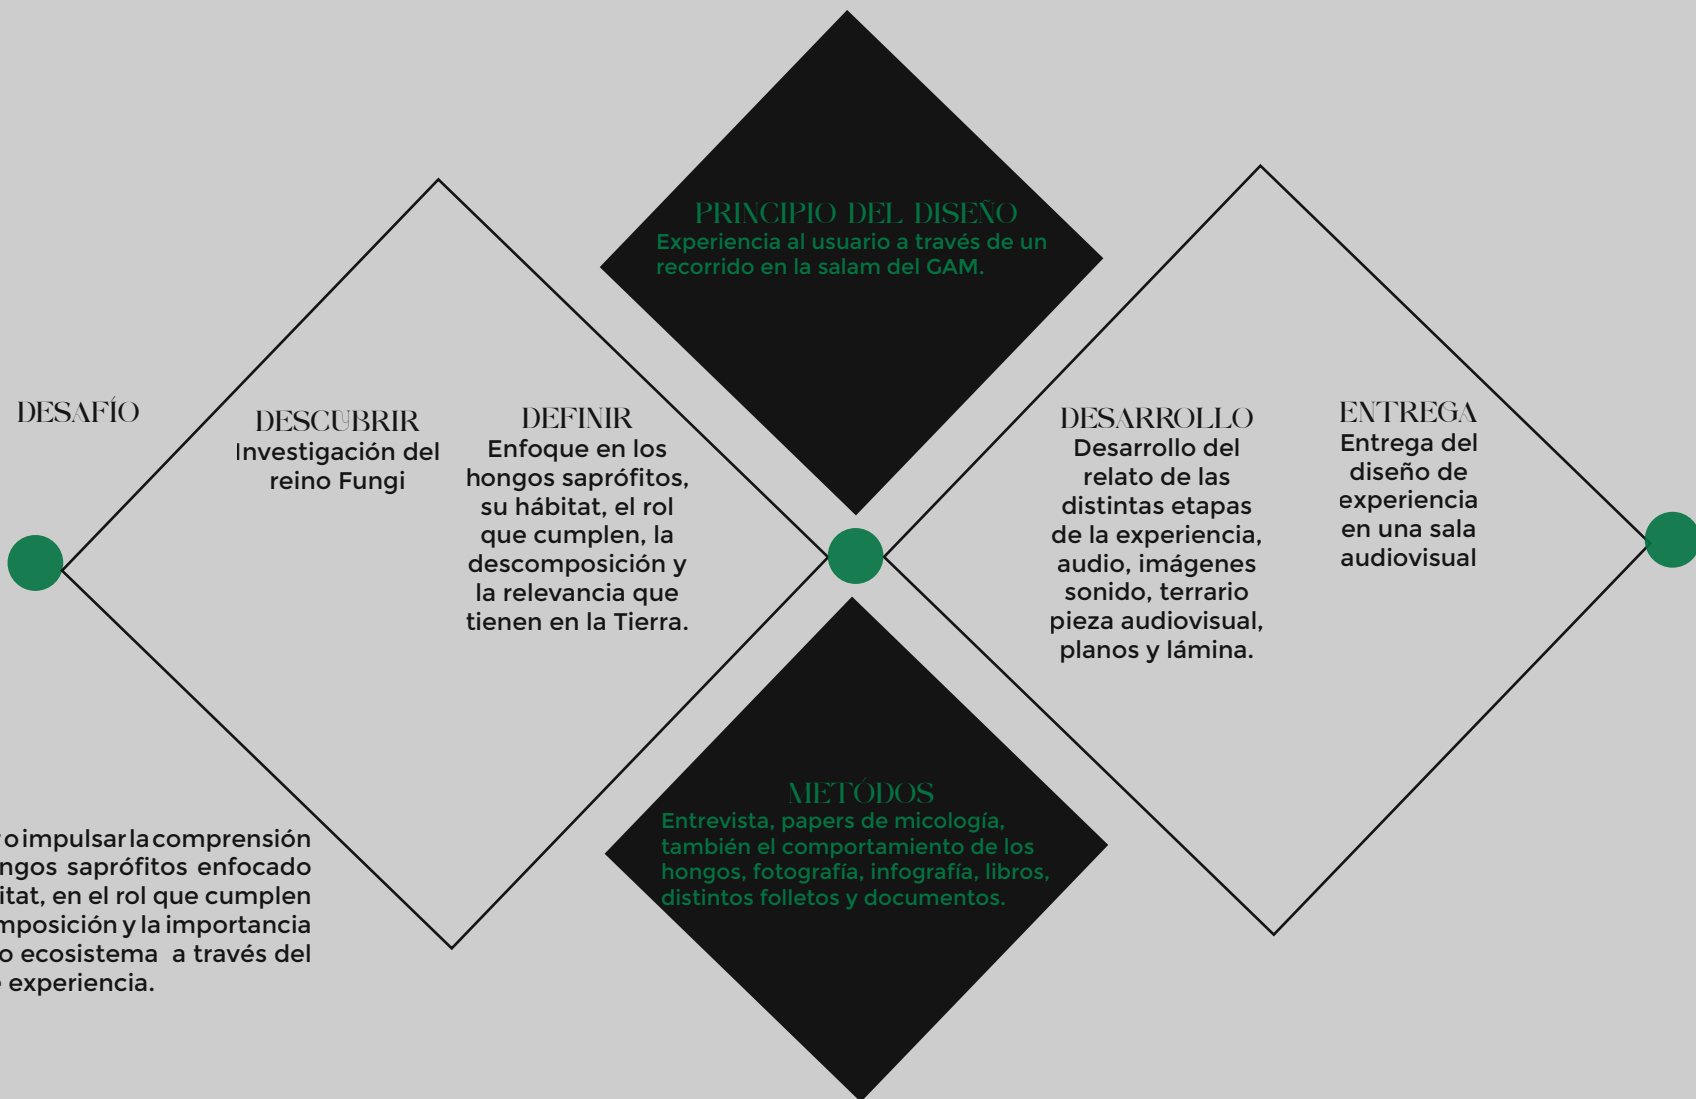 PRINCIPIO DEL DISEÑO
Experiencia al usuario a través de un
recorrido en la salam del GAM.
DESAFÍO
DESCUBRIR
Investigación del
reino Fungi
DEFINIR
Enfoque en los
hongos saprófitos,
su hábitat, el rol
que cumplen, la
descomposición y
la relevancia que
tienen en la Tierra.
DESARROLLO
Desarrollo del
relato de las
distintas etapas
de la experiencia,
audio, imágenes
sonido, terrario
pieza audiovisual,
planos y lámina.
ENTREGA
Entrega del
diseño de
experiencia
en una sala
audiovisual
METÓDOS
Entrevista, papers de micología,
también el comportamiento de los
hongos, fotografía, infografía, libros,
distintos folletos y documentos.
o impulsar la comprensión
saprófitos enfocado
en el rol que cumplen
y la importancia
ecosistema a través del
experiencia.